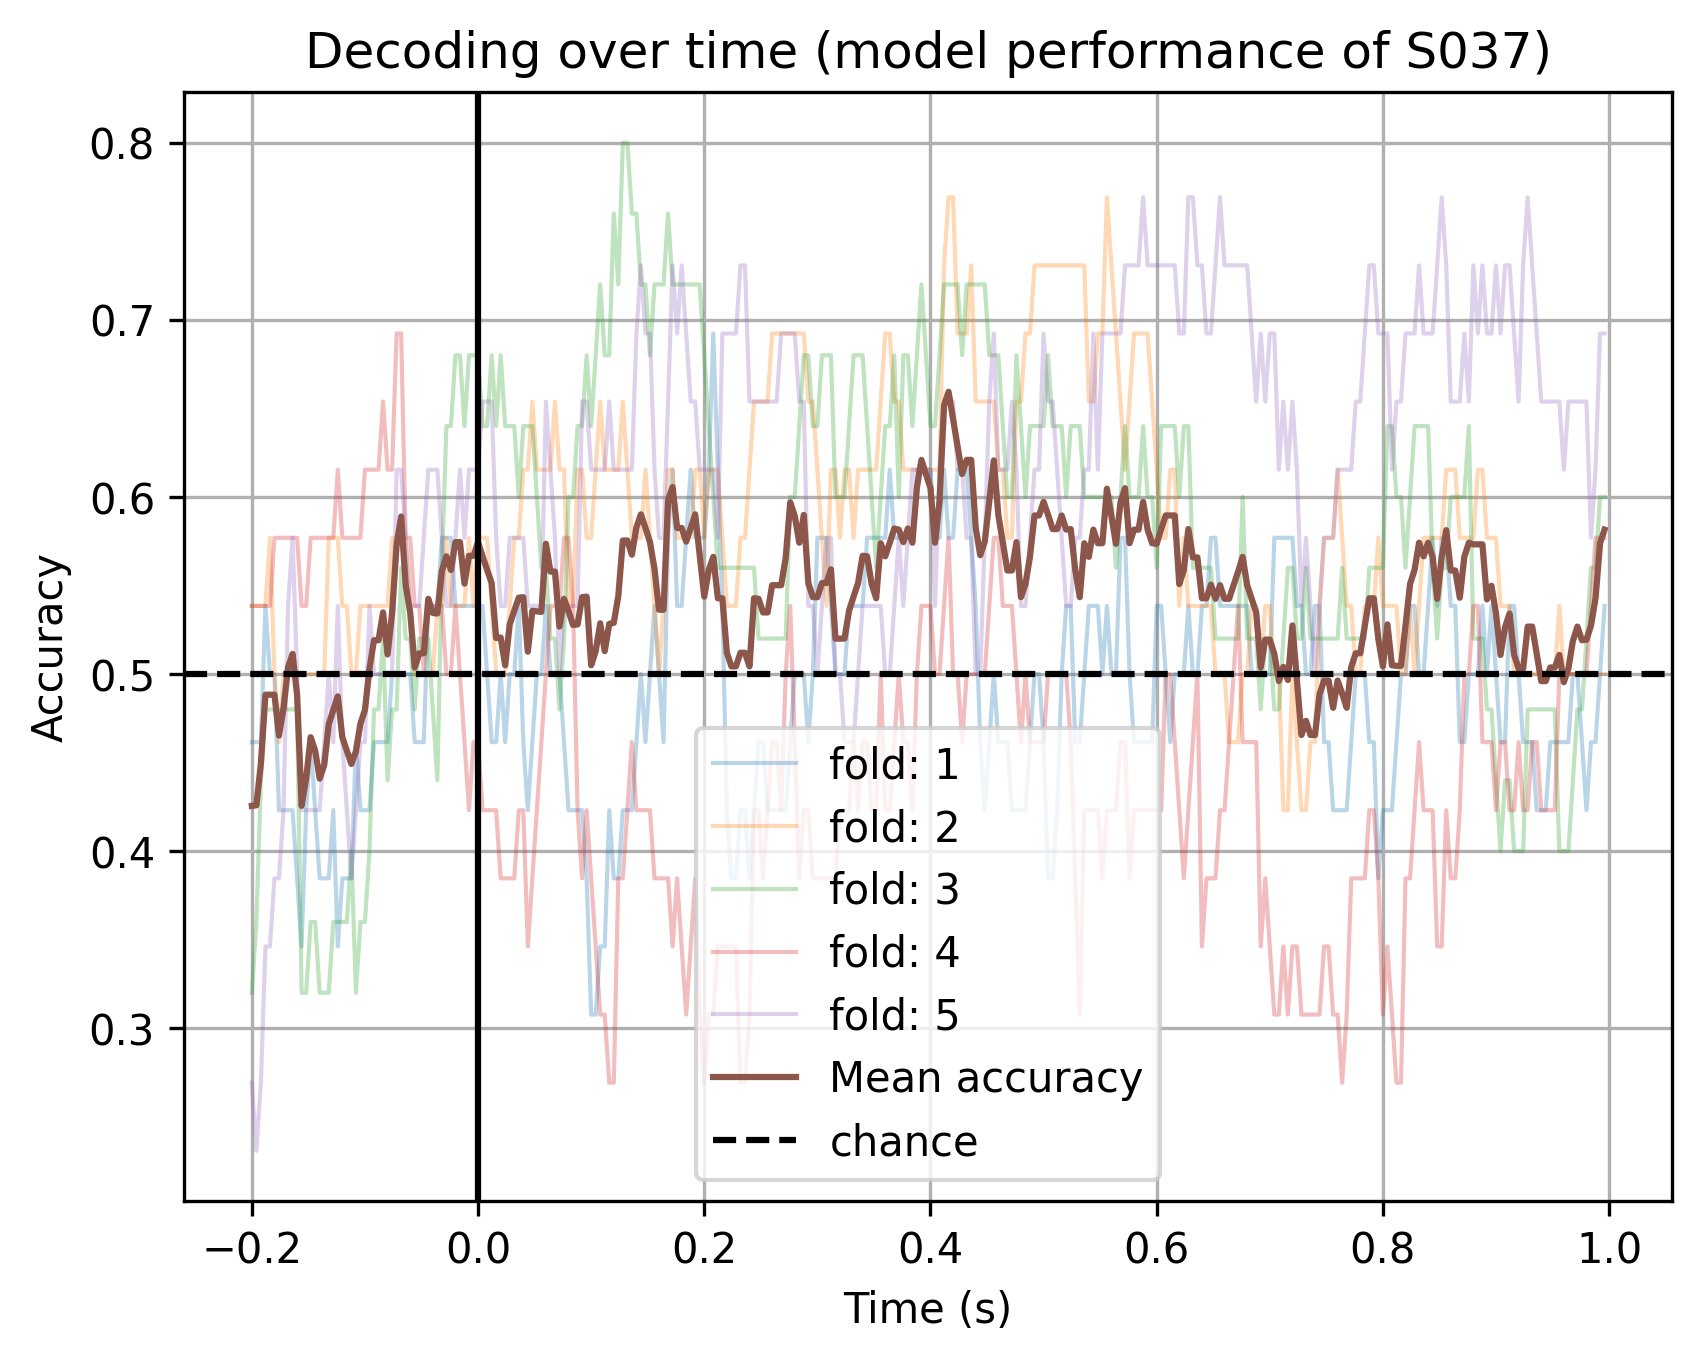 Decoding over time (model performance of S037)
Accuracy
0.8
0.7
0.6
0.5
0.4
0.3
fold: 1
fold: 2
fold: 3
fold: 4
fold: 5
Mean accuracy
chance
−0.2 0.0 0.2 0.4 0.6 0.8 1.0
Time (s)